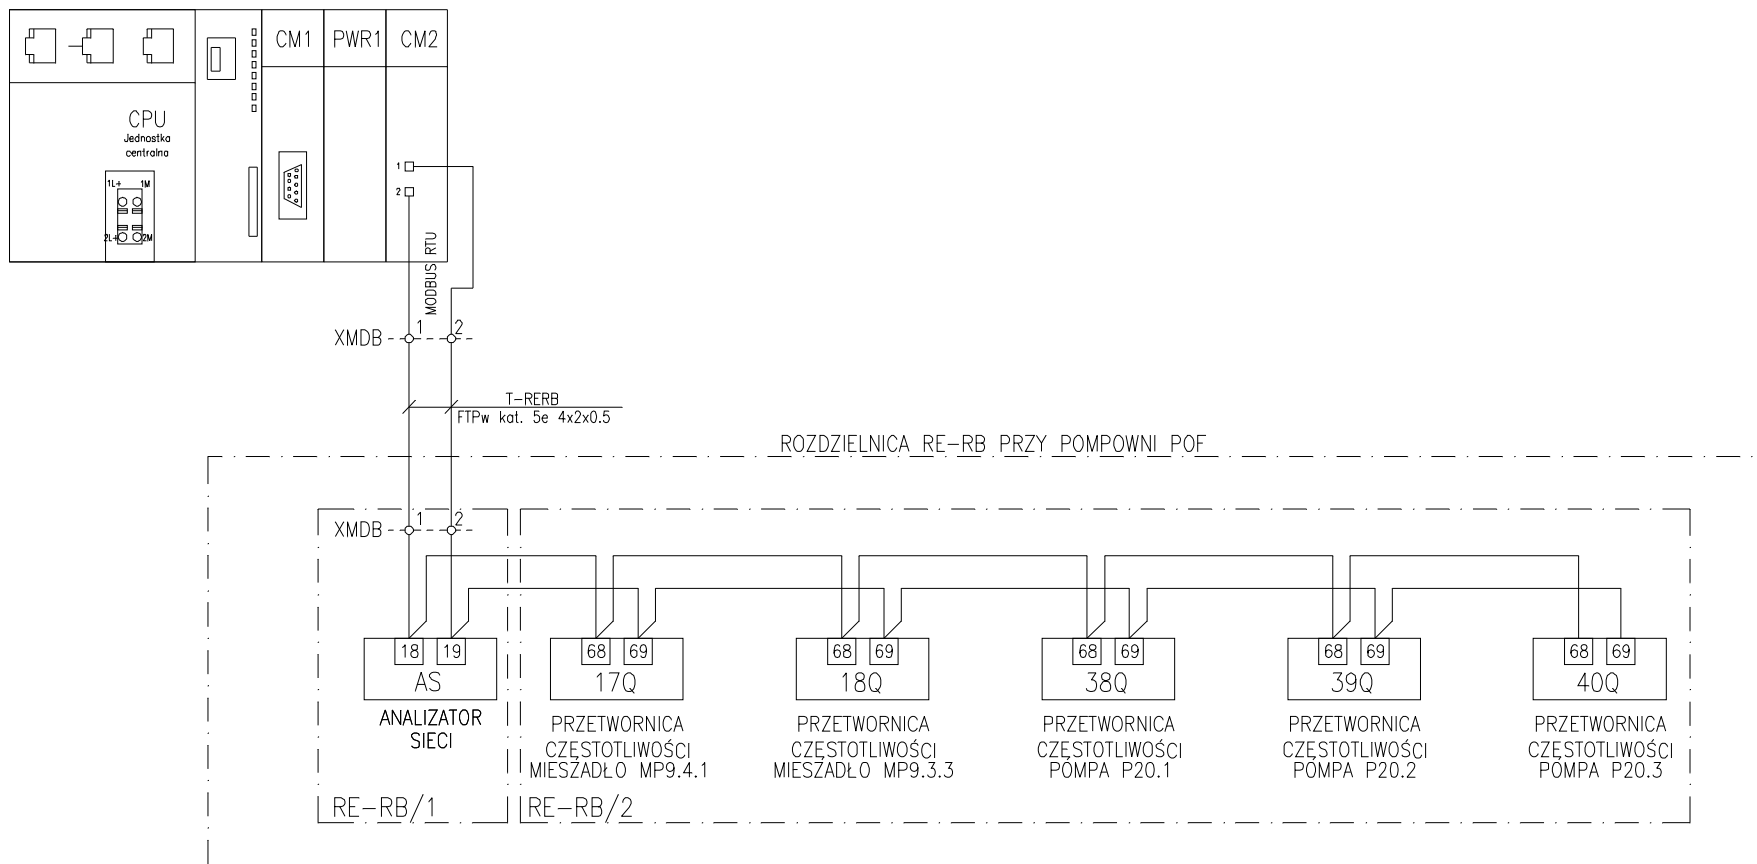 CM1 PWR1 CM2
CPU
Jednostka
centralna
1L+ 1M
2L+ 2M
1
2
MODBUS RTU
XMDB 1 2
T-RERB
FTPw kat. 5e 4x2x0.5
ROZDZIELNICA RE-RB PRZY POMPOWNI POF
XMDB 1 2
18 19 68 69 68 69 68 69 68 69 68 69
AS 17Q 18Q 38Q 39Q 40Q
ANALIZATOR
SIECI
PRZETWORNICA
CZĘSTOTLIWOŚCI
MIESZADŁO MP9.4.1
PRZETWORNICA
CZĘSTOTLIWOŚCI
MIESZADŁO MP9.3.3
PRZETWORNICA
CZĘSTOTLIWOŚCI
POMPA P20.1
PRZETWORNICA
CZĘSTOTLIWOŚCI
POMPA P20.2
PRZETWORNICA
CZĘSTOTLIWOŚCI
POMPA P20.3
RE-RB/1 RE-RB/2